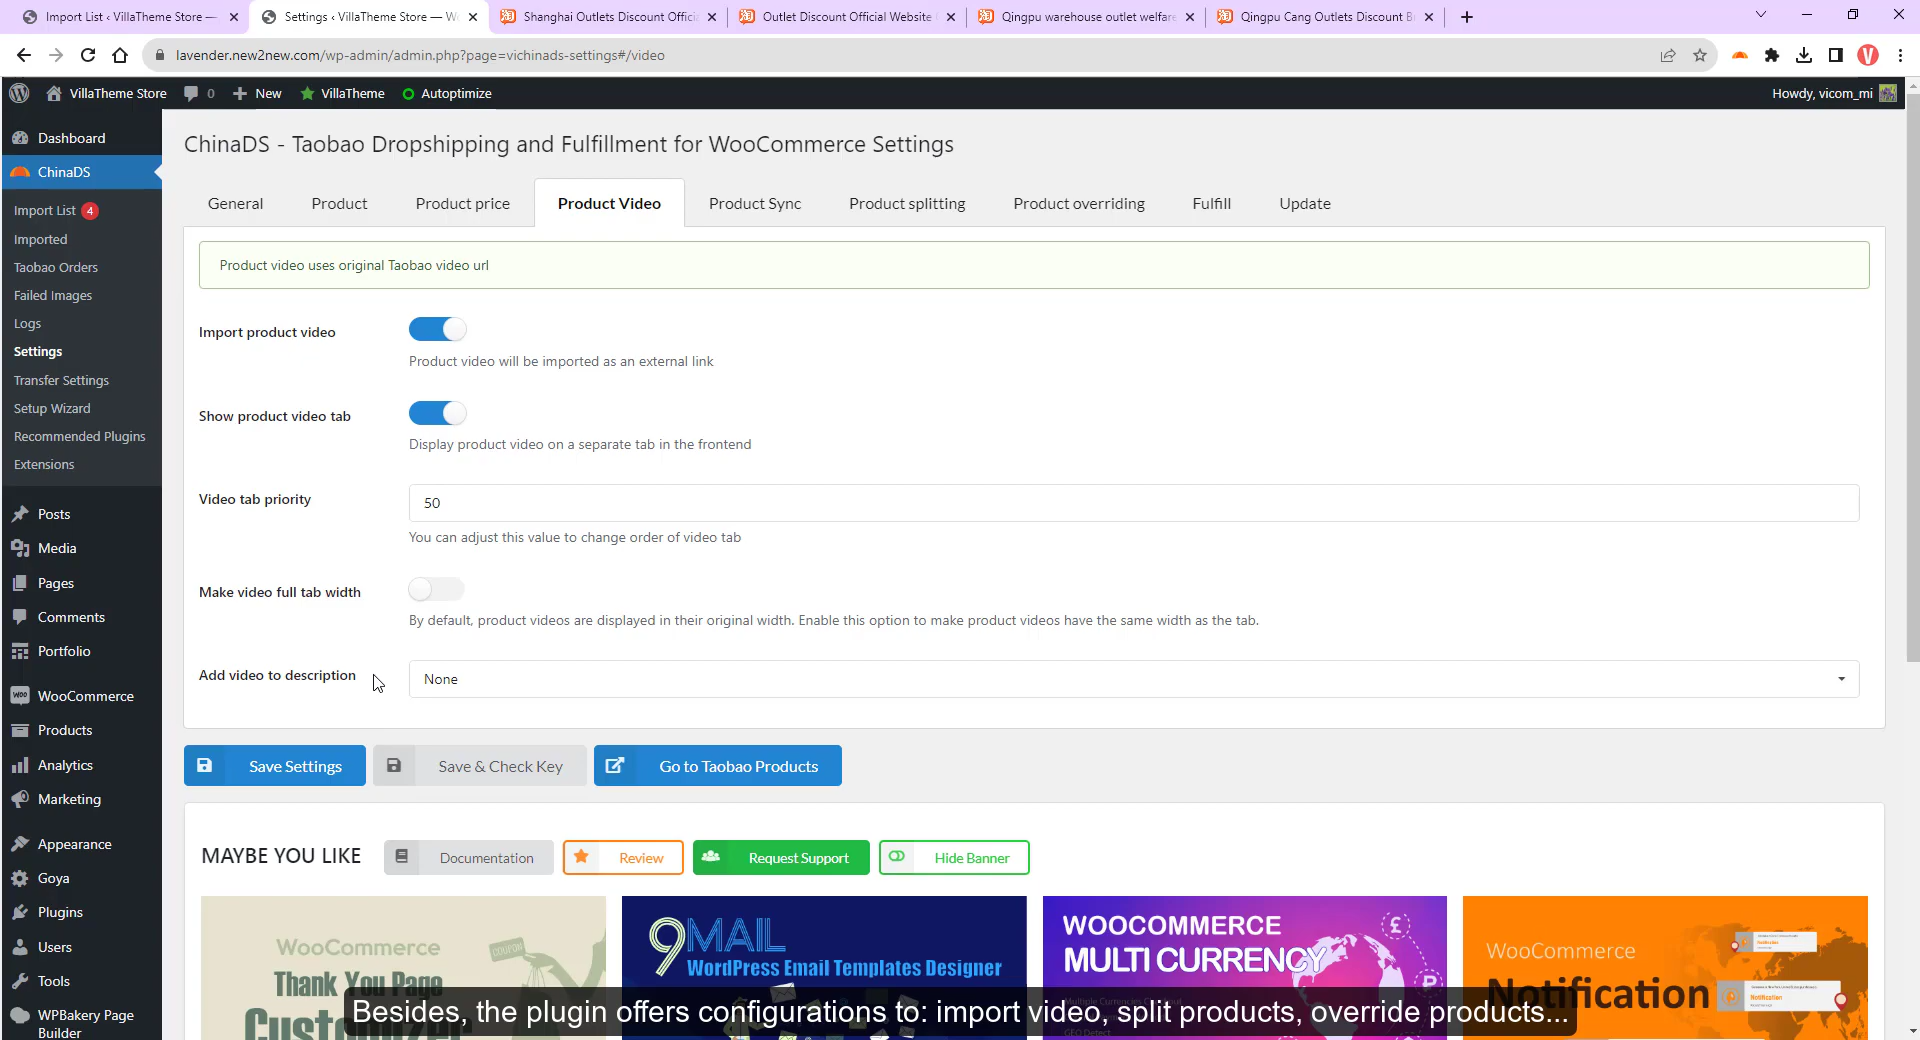 Import List ‹ VillaTheme Store —
Settings ‹ VillaTheme Store — W
Shanghai Outlets Discount Offici
Outlet Discount Official Website
Qingpu warehouse outlet welfare
Qingpu Cang Outlets Discount B
lavender.new2new.com/wp-admin/admin.php?page=vichinads-settings#/video
VillaTheme Store
0
New
VillaTheme
Autoptimize
Howdy, vicom_mi
Dashboard
ChinaDS
Import List 4
Imported
Taobao Orders
Failed Images
Logs
Settings
Transfer Settings
Setup Wizard
Recommended Plugins
Extensions
Posts
Media
Pages
Comments
Portfolio
WooCommerce
Products
Analytics
Marketing
Appearance
Goya
Plugins
Users
Tools
WPBakery Page
Builder
ChinaDS - Taobao Dropshipping and Fulfillment for WooCommerce Settings
General
Product
Product price
Product Video
Product Sync
Product splitting
Product overriding
Fulfill
Update
Product video uses original Taobao video url
Import product video
Product video will be imported as an external link
Show product video tab
Display product video on a separate tab in the frontend
Video tab priority
50
You can adjust this value to change order of video tab
Make video full tab width
By default, product videos are displayed in their original width. Enable this option to make product videos have the same width as the tab.
Add video to description
None
Save Settings
Save & Check Key
Go to Taobao Products
MAYBE YOU LIKE
Documentation
Review
Request Support
Hide Banner
WooCommerce
Thank You Page
Customizer
COUPON
9MAIL
WordPress Email Templates Designer
WOOCOMMERCE
MULTI CURRENCY
WooCommerce
Notification
Besides, the plugin offers configurations to: import video, split products, override products...